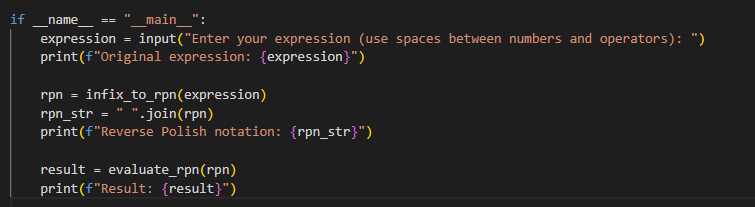 if __name__ == "__main__":
    expression = input("Enter your expression (use spaces between numbers and operators): ")
    print(f"Original expression: {expression}")
    rpn = infix_to_rpn(expression)
    rpn_str = " ".join(rpn)
    print(f"Reverse Polish notation: {rpn_str}")
    result = evaluate_rpn(rpn)
    print(f"Result: {result}")